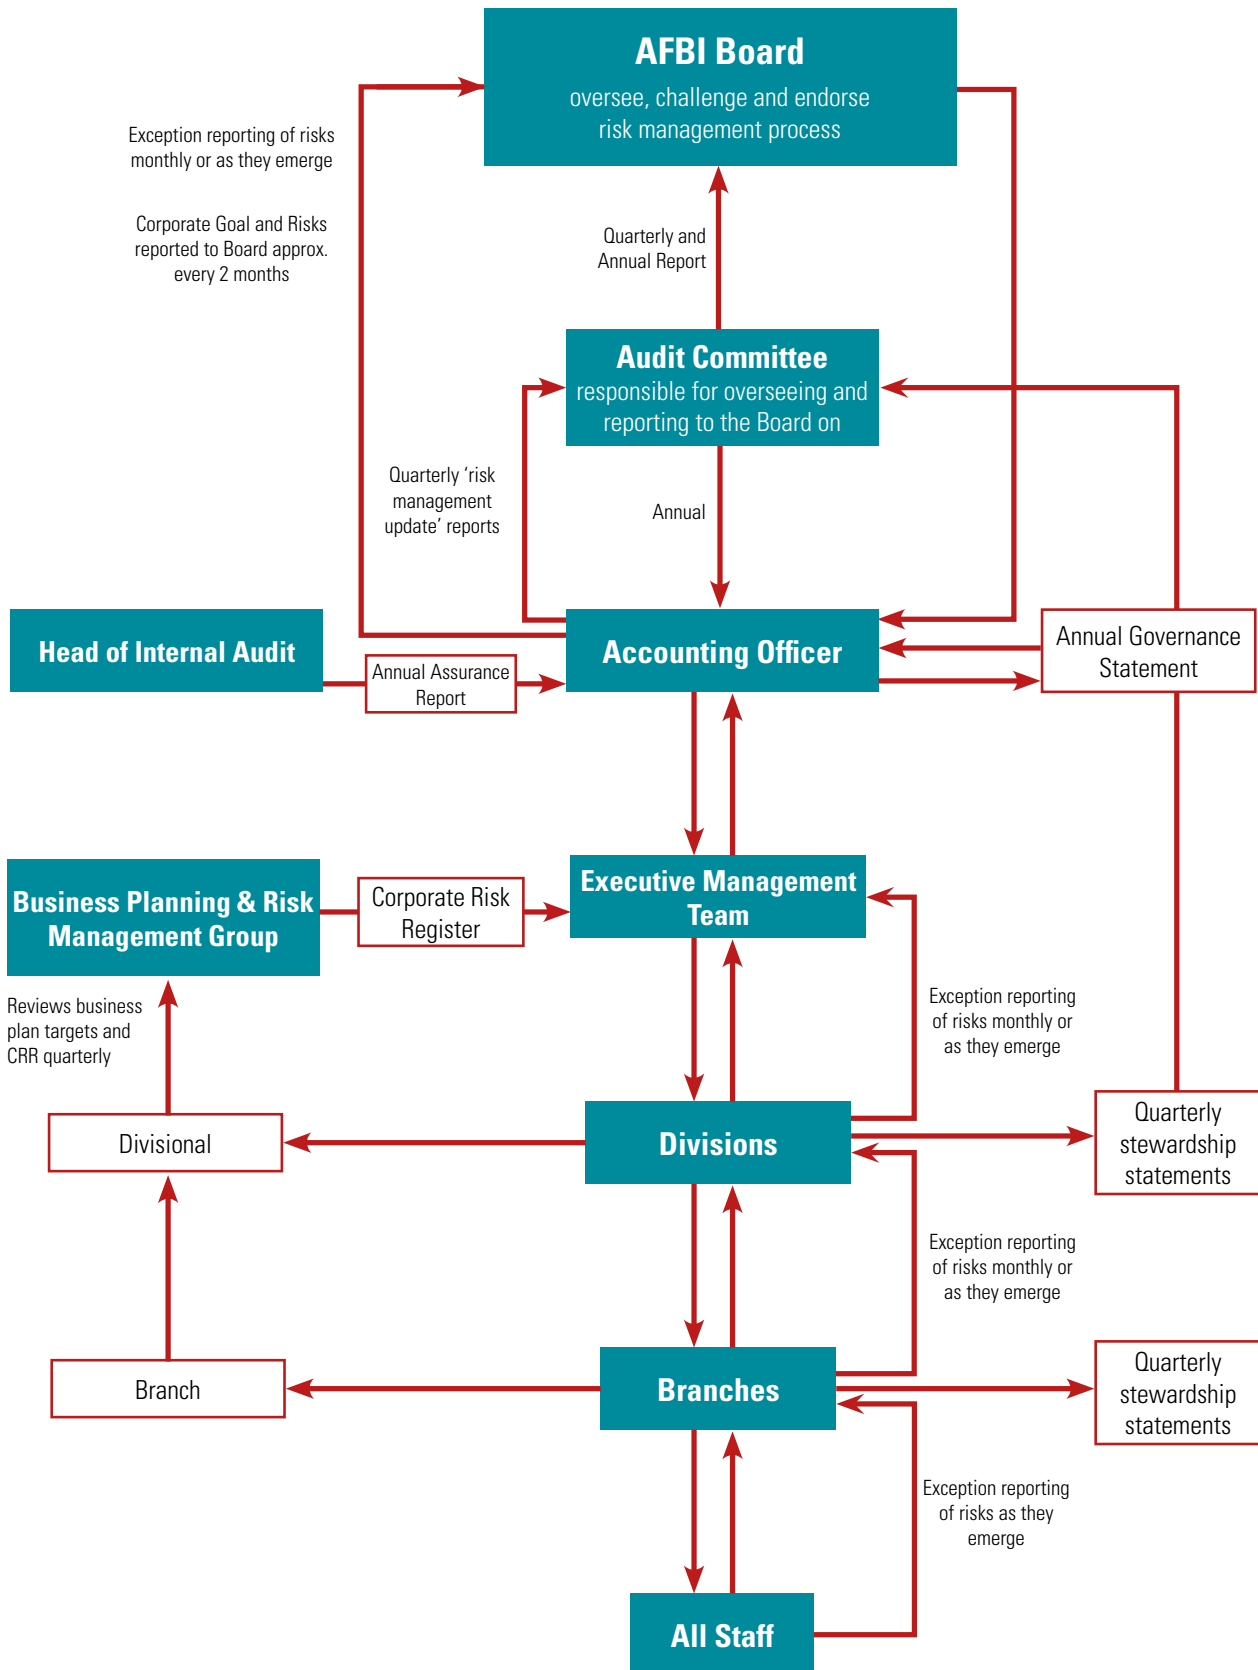 AFBI Board
oversee, challenge and endorse
risk management process
Exception reporting of risks
monthly or as they emerge
Corporate Goal and Risks
reported to Board approx.
every 2 months
Quarterly and
Annual Report
Audit Committee
responsible for overseeing and
reporting to the Board on
Quarterly ‘risk
management
update’ reports
Annual
Head of Internal Audit
Annual Assurance
Report
Accounting Officer
Annual Governance
Statement
Business Planning & Risk
Management Group
Corporate Risk
Register
Executive Management
Team
Reviews business
plan targets and
CRR quarterly
Exception reporting
of risks monthly or
as they emerge
Divisional
Divisions
Quarterly
stewardship
statements
Exception reporting
of risks monthly or
as they emerge
Branch
Branches
Quarterly
stewardship
statements
Exception reporting
of risks as they
emerge
All Staff